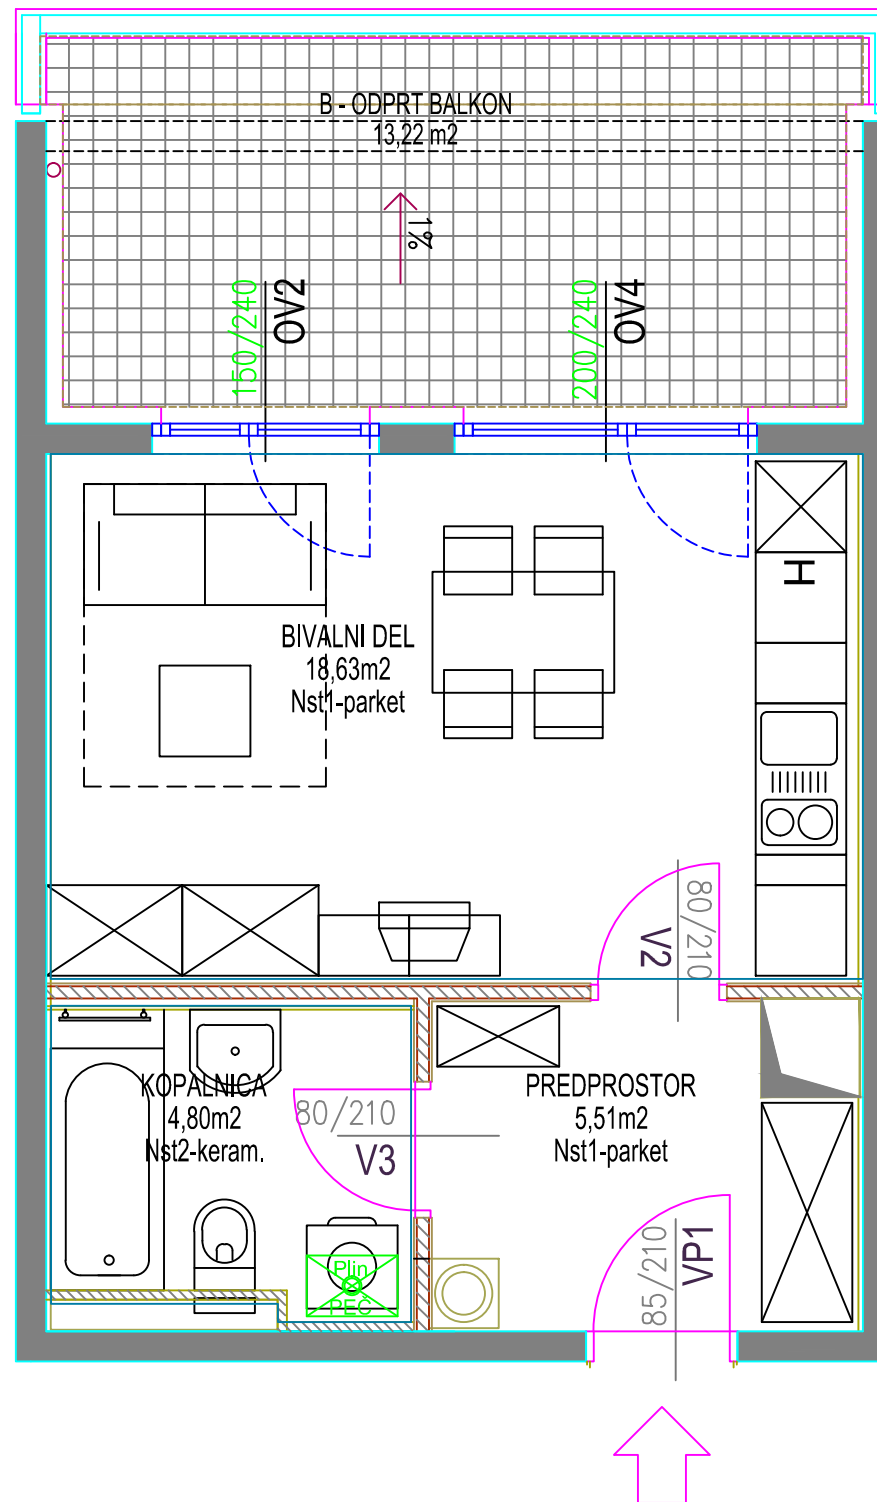 B - ODPRT BALKON
13,22 m2
1%
150/240
OV2
200/240
OV4
H
BIVALNI DEL
18,63m2
Nst1-parket
V2
80/210
KOPALNICA
4,80m2
Nst2-keram.
80/210
V3
PREDPROSTOR
5,51m2
Nst1-parket
85/210
VP1
Plin
PEČ